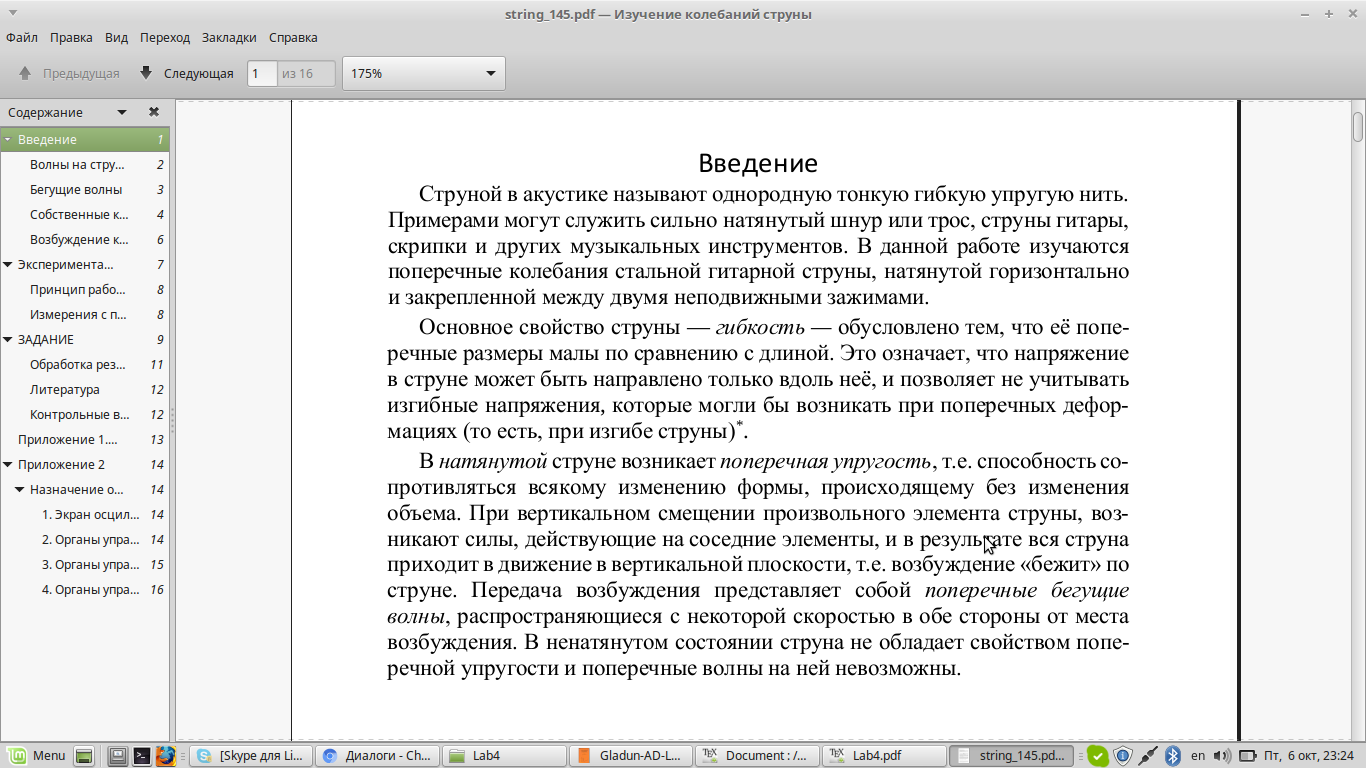 string_145.pdf — Изучение колебаний струны
Файл Правка Вид Переход Закладки Справка
Предыдущая Следующая 1 из 16 175%
Содержание
Введение 1
Волны на стру... 2
Бегущие волны 3
Собственные к... 4
Возбуждение к... 6
Эксперимента... 7
Принцип рабо... 8
Измерения с п... 8
ЗАДАНИЕ 9
Обработка рез... 11
Литература 12
Контрольные в... 12
Приложение 1.... 13
Приложение 2 14
Назначение о... 14
1. Экран осцил... 14
2. Органы упра... 14
3. Органы упра... 15
4. Органы упра... 16
Введение
Струной в акустике называют однородную тонкую гибкую упругую нить.
Примерами могут служить сильно натянутый шнур или трос, струны гитары,
скрипки и других музыкальных инструментов. В данной работе изучаются
поперечные колебания стальной гитарной струны, натянутой горизонтально
и закрепленной между двумя неподвижными зажимами.
Основное свойство струны — гибкость — обусловлено тем, что её попе-
речные размеры малы по сравнению с длиной. Это означает, что напряжение
в струне может быть направлено только вдоль неё, и позволяет не учитывать
изгибные напряжения, которые могли бы возникать при поперечных дефор-
мациях (то есть, при изгибе струны)*.
В натянутой струне возникает поперечная упругость, т.е. способность со-
противляться всякому изменению формы, происходящему без изменения
объема. При вертикальном смещении произвольного элемента струны, воз-
никают силы, действующие на соседние элементы, и в результате вся струна
приходит в движение в вертикальной плоскости, т.е. возбуждение «бежит» по
струне. Передача возбуждения представляет собой поперечные бегущие
волны, распространяющиеся с некоторой скоростью в обе стороны от места
возбуждения. В ненатянутом состоянии струна не обладает свойством попе-
речной упругости и поперечные волны на ней невозможны.
Menu [Skype для Li... Диалоги - Ch... Lab4 Gladun-AD-L... Document : /... Lab4.pdf string_145.pd... en Пт, 6 окт, 23:24